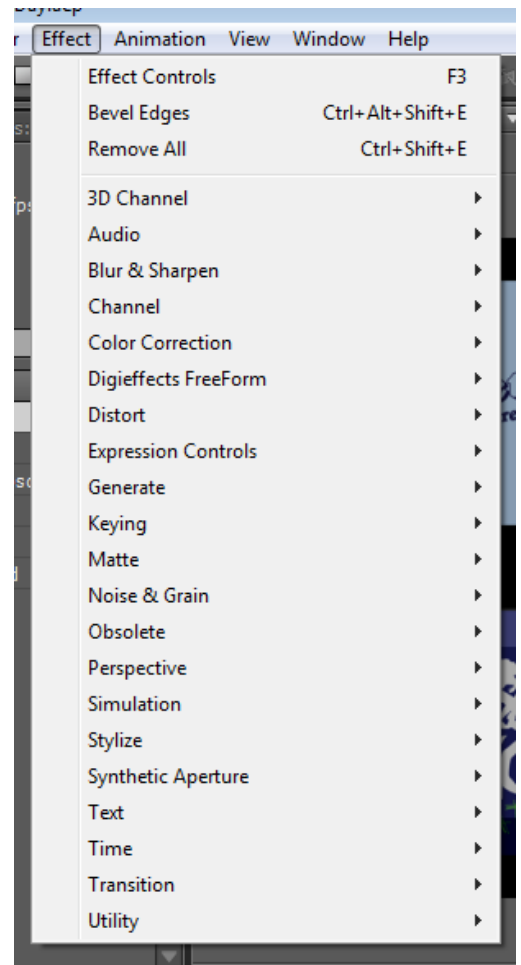 Effect Animation View Window Help
Effect Controls F3
Bevel Edges Ctrl+Alt+Shift+E
Remove All Ctrl+Shift+E
3D Channel
Audio
Blur & Sharpen
Channel
Color Correction
Digieffects FreeForm
Distort
Expression Controls
Generate
Keying
Matte
Noise & Grain
Obsolete
Perspective
Simulation
Stylize
Synthetic Aperture
Text
Time
Transition
Utility